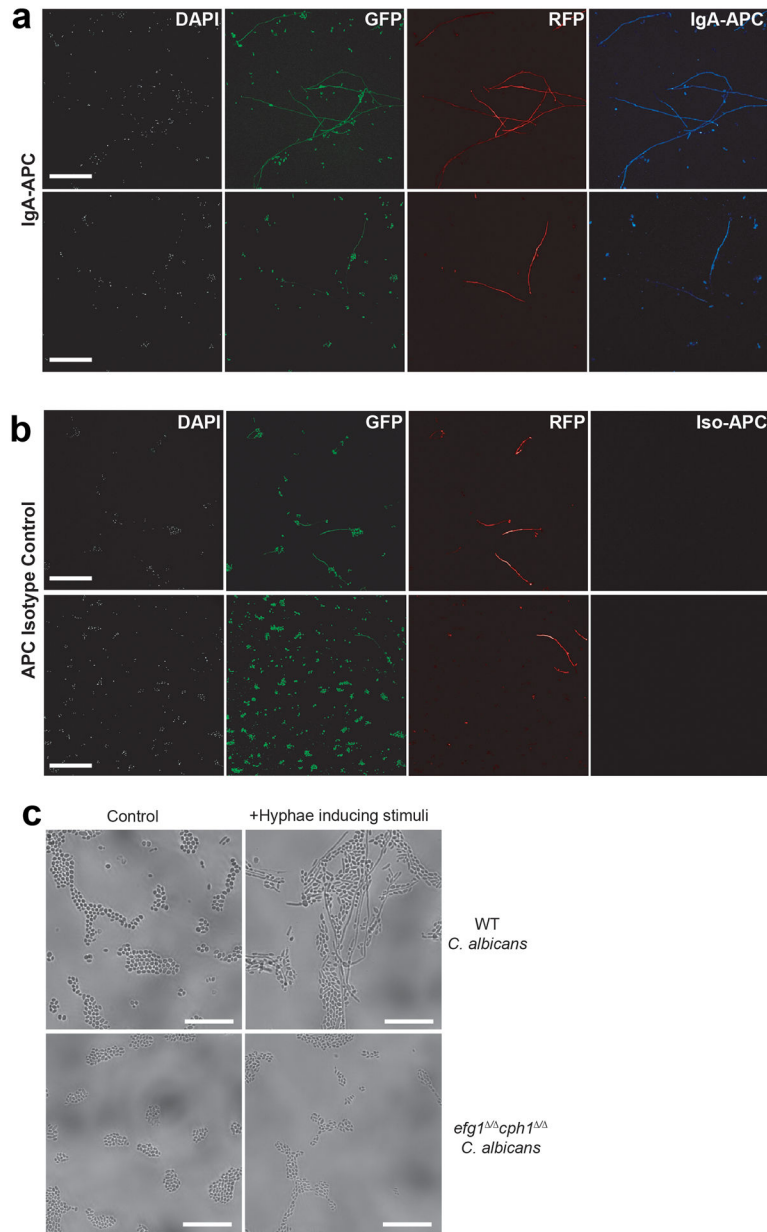 a
DAPI
GFP
RFP
IgA-APC
IgA-APC
b
DAPI
GFP
RFP
Iso-APC
APC Isotype Control
c
Control
+Hyphae inducing stimuli
WT
C. albicans
efg1Δ/Δcph1Δ/Δ
C. albicans